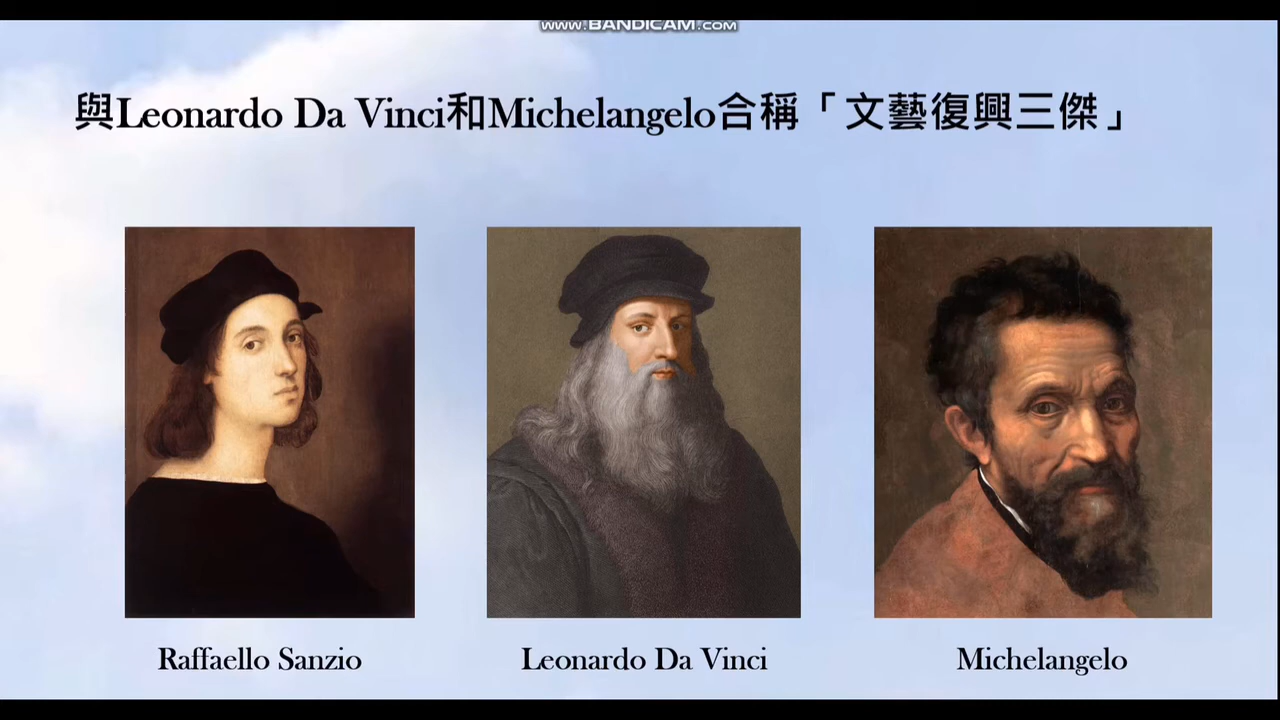 www.BANDICAM.com
與Leonardo Da Vinci和Michelangelo合稱「文藝復興三傑」
Raffaello Sanzio
Leonardo Da Vinci
Michelangelo